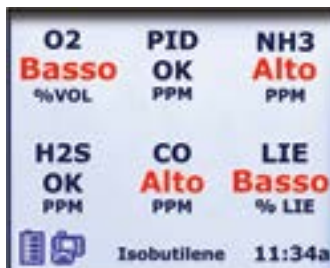 O2 PID NH3
Basso OK Alto
%VOL PPM PPM
H2S CO LIE
OK Alto Basso
PPM PPM % LIE
Isobutilene 11:34a